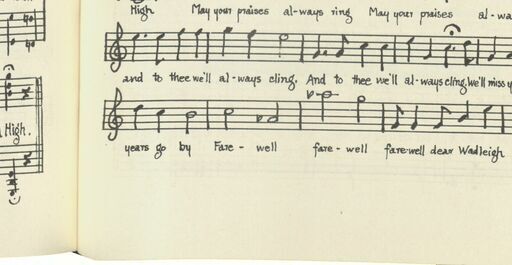 High May your praises al-ways ring May your praises al-wa
and to thee we'll al-ways cling. And to thee we'll al-ways cling, we'll miss y
High.
years go by Fare-well fare-well fare-well dear Wadleigh